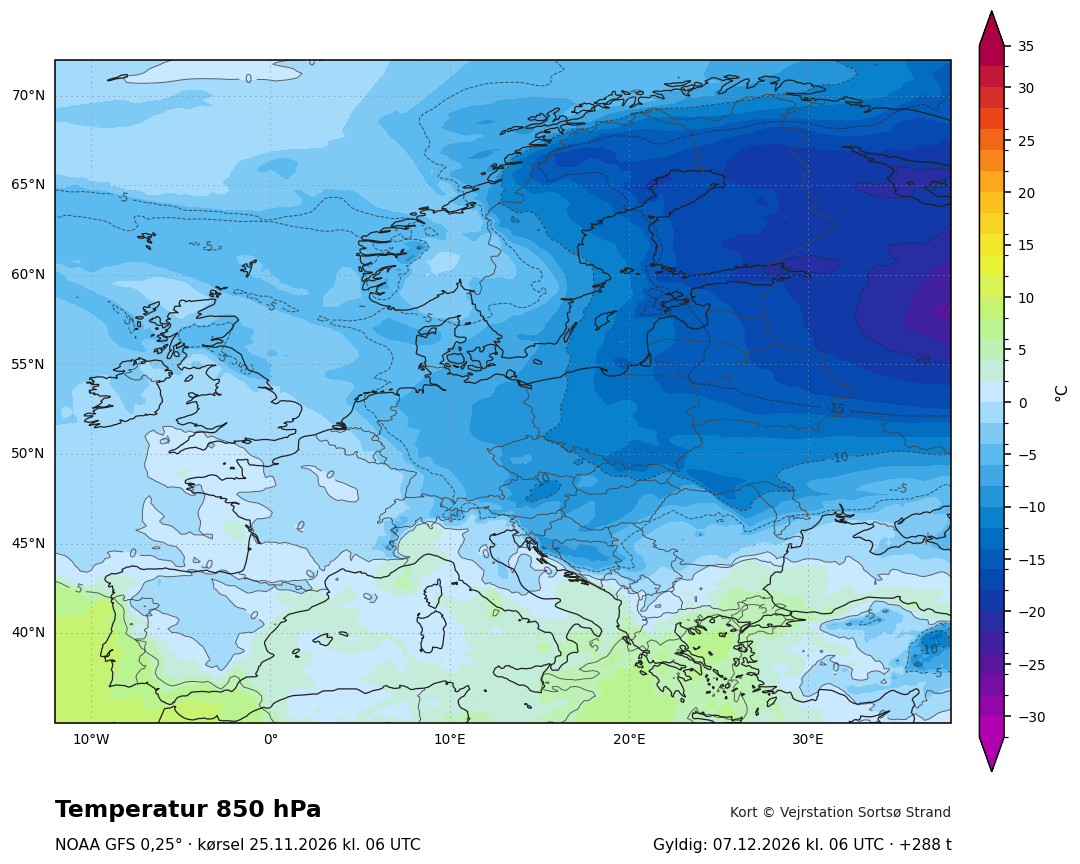 70°N
65°N
60°N
55°N
50°N
45°N
40°N
10°W
0°
10°E
20°E
30°E
35
30
25
20
15
10
5
0
−5
−10
−15
−20
−25
−30
°C
Temperatur 850 hPa
Kort © Vejrstation Sortsø Strand
NOAA GFS 0,25° · kørsel 25.11.2026 kl. 06 UTC
Gyldig: 07.12.2026 kl. 06 UTC · +288 t